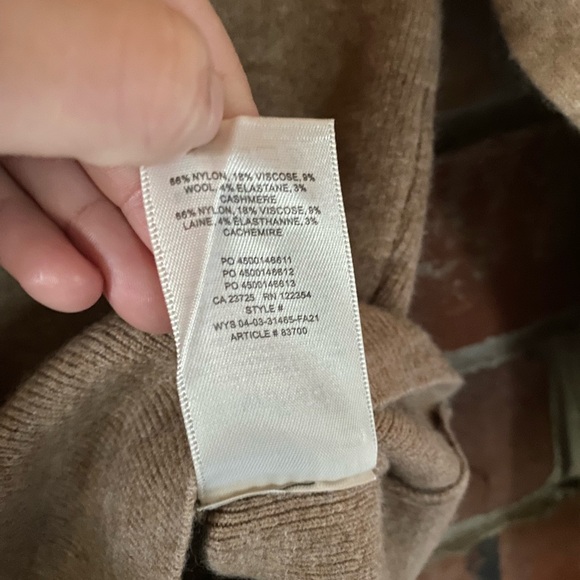 66% NYLON, 18% VISCOSE, 9%
WOOL, 4% ELASTANE, 3%
CASHMERE
66% NYLON, 18% VISCOSE, 9%
LAINE, 4% ÉLASTHANNE, 3%
CACHEMIRE
PO 4500146611
PO 4500146612
PO 4500146613
CA 23725 RN 122354
STYLE #
WYS 04-03-31465-FA21
ARTICLE # 83700